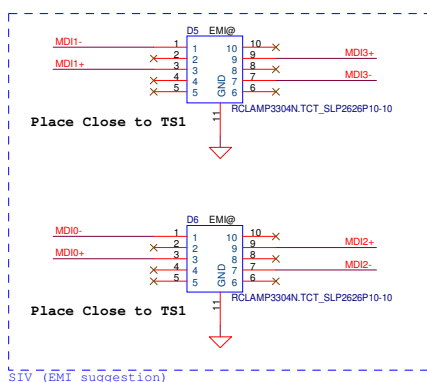 D5 EMI@
MDI1- 1 1 10 10
2 2 9 9 MDI3+
MDI1+ 3 3 8 8
4 4 7 7 MDI3-
5 5 6 6
GND
RCLAMP3304N.TCT_SLP2626P10-10
11
Place Close to TS1
D6 EMI@
MDI0- 1 1 10 10
2 2 9 9 MDI2+
MDI0+ 3 3 8 8
4 4 7 7 MDI2-
5 5 6 6
GND
RCLAMP3304N.TCT_SLP2626P10-10
11
Place Close to TS1
SIV (EMI suggestion)